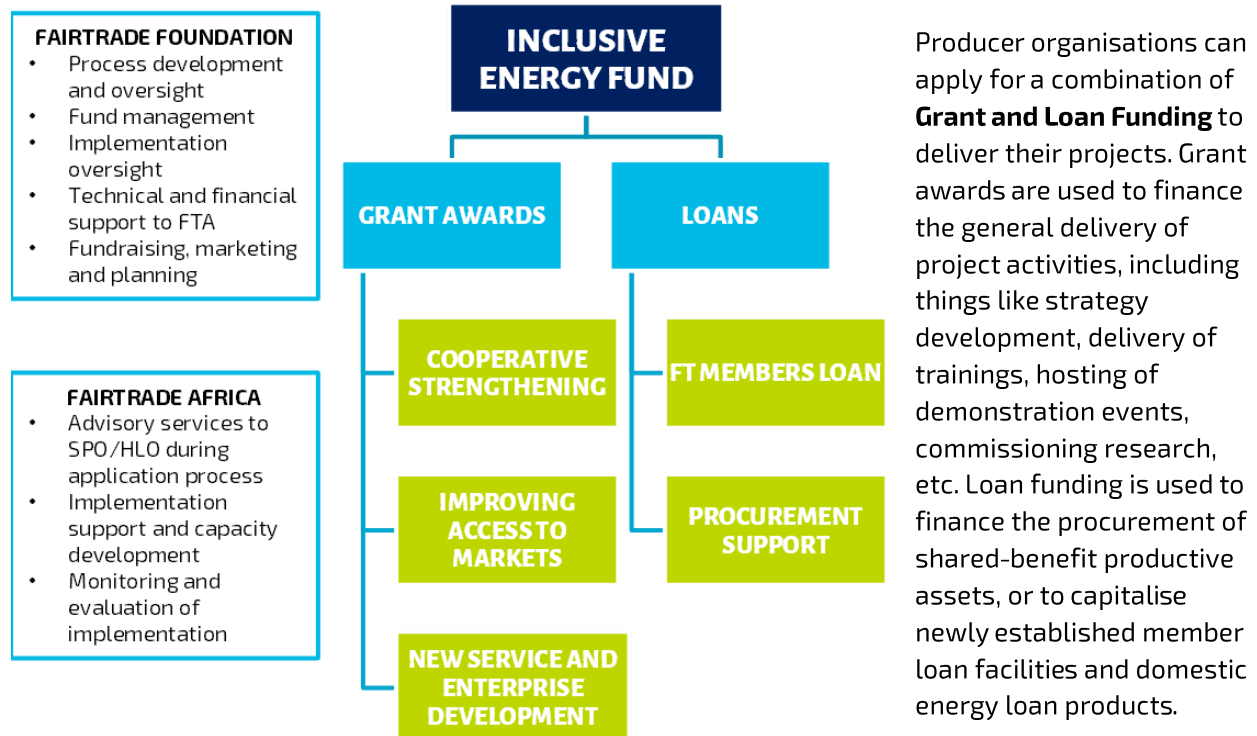 FAIRTRADE FOUNDATION
• Process development
and oversight
• Fund management
• Implementation
oversight
• Technical and financial
support to FTA
• Fundraising, marketing
and planning
FAIRTRADE AFRICA
• Advisory services to
SPO/HLO during
application process
• Implementation
support and capacity
development
• Monitoring and
evaluation of
implementation
INCLUSIVE
ENERGY FUND
GRANT AWARDS
LOANS
COOPERATIVE
STRENGTHENING
IMPROVING
ACCESS TO
MARKETS
NEW SERVICE AND
ENTERPRISE
DEVELOPMENT
FT MEMBERS LOAN
PROCUREMENT
SUPPORT
Producer organisations can
apply for a combination of
Grant and Loan Funding to
deliver their projects. Grant
awards are used to finance
the general delivery of
project activities, including
things like strategy
development, delivery of
trainings, hosting of
demonstration events,
commissioning research,
etc. Loan funding is used to
finance the procurement of
shared-benefit productive
assets, or to capitalise
newly established member
loan facilities and domestic
energy loan products.